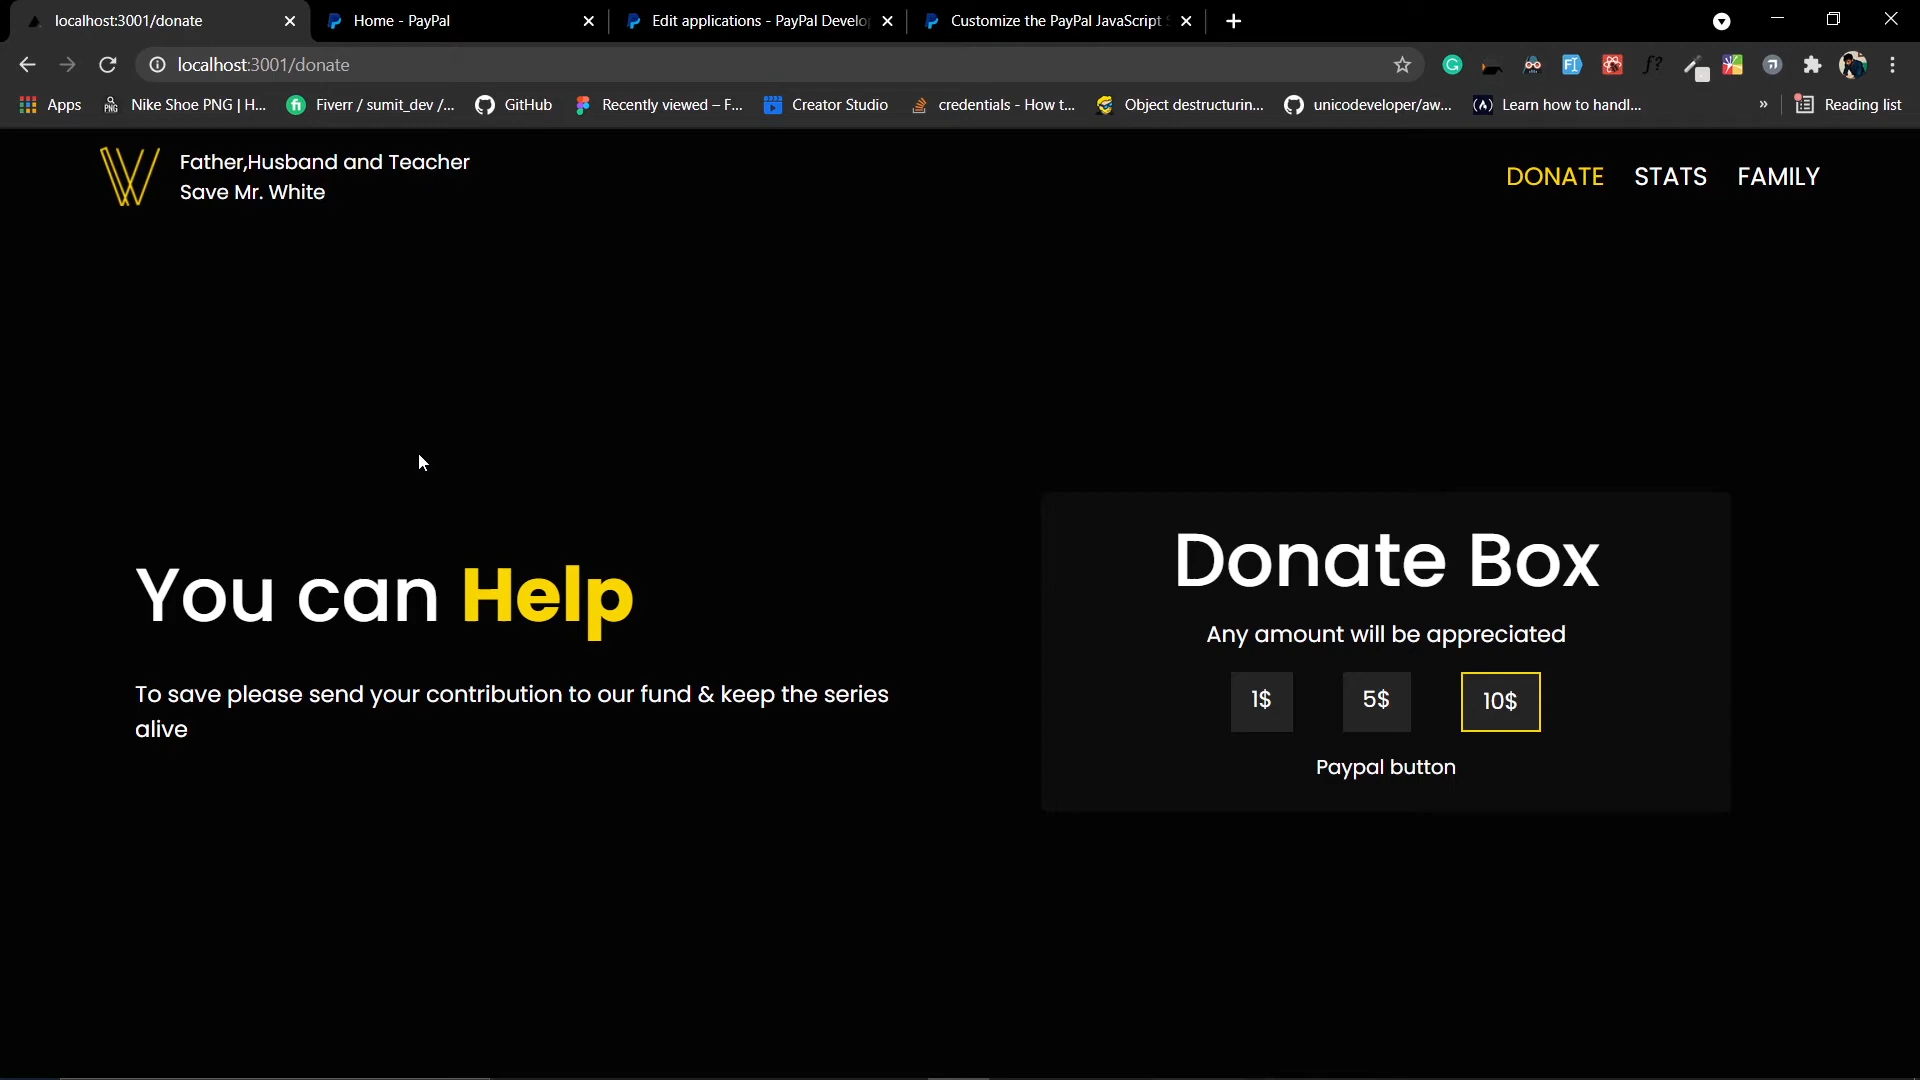 localhost:3001/donate
Home - PayPal
Edit applications - PayPal Develo
Customize the PayPal JavaScript
localhost:3001/donate
Apps
Nike Shoe PNG | H...
Fiverr / sumit_dev /...
GitHub
Recently viewed – F...
Creator Studio
credentials - How t...
Object destructurin...
unicodeveloper/aw...
Learn how to handl...
»
Reading list
Father,Husband and Teacher
Save Mr. White
DONATE
STATS
FAMILY
You can Help
To save please send your contribution to our fund & keep the series
alive
Donate Box
Any amount will be appreciated
1$
5$
10$
Paypal button